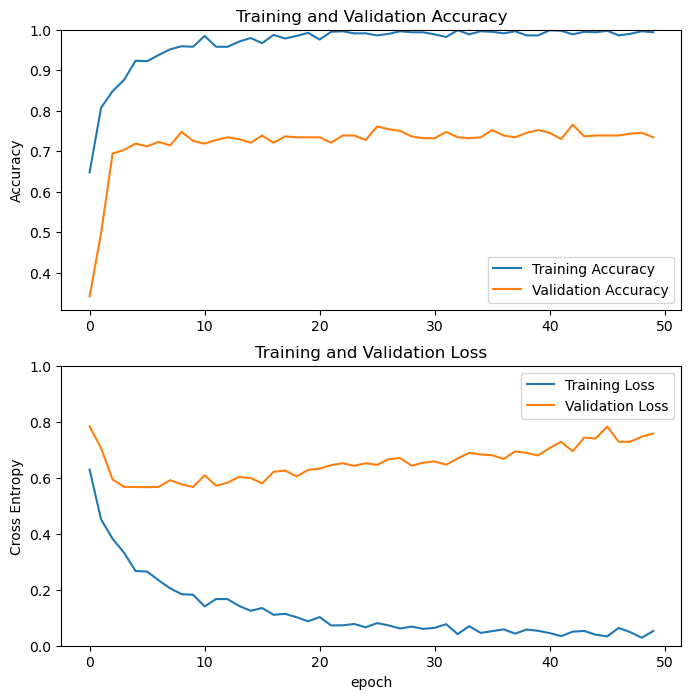 Training and Validation Accuracy
Accuracy
1.0
0.9
0.8
0.7
0.6
0.5
0.4
Training Accuracy
Validation Accuracy
0
10
20
30
40
50
Training and Validation Loss
Cross Entropy
1.0
0.8
0.6
0.4
0.2
0.0
Training Loss
Validation Loss
0
10
20
30
40
50
epoch